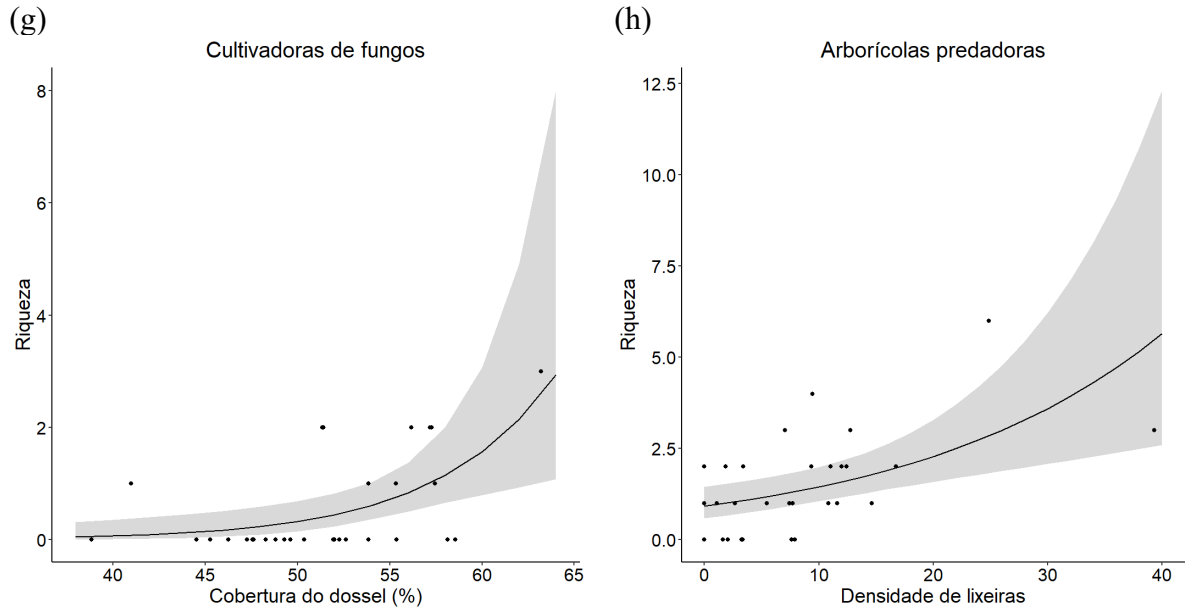 (g)
Cultivadoras de fungos
8
6
4
2
0
Riqueza
40 45 50 55 60 65
Cobertura do dossel (%)
(h)
Arborícolas predadoras
12.5
10.0
7.5
5.0
2.5
0.0
Riqueza
0 10 20 30 40
Densidade de lixeiras